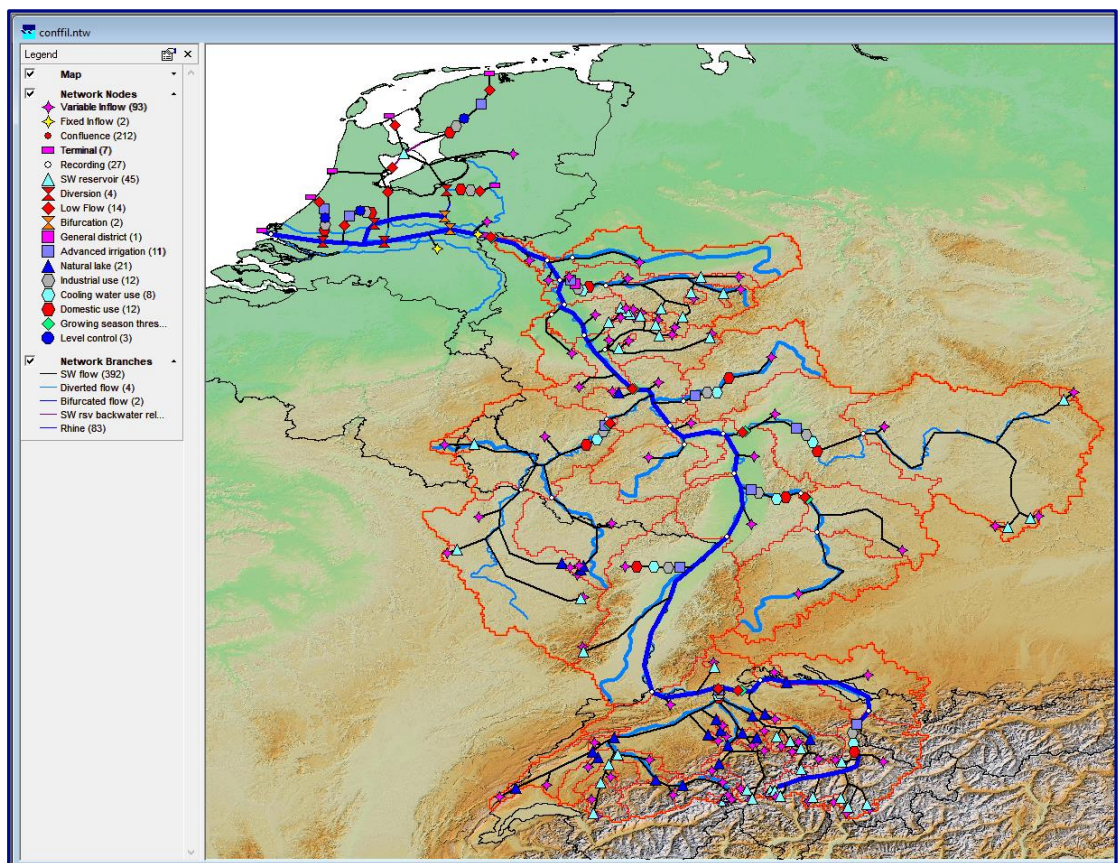 conffil.ntw
Legend
Map
Network Nodes
Variable Inflow (93)
Fixed Inflow (2)
Confluence (212)
Terminal (7)
Recording (27)
SW reservoir (45)
Diversion (4)
Low Flow (14)
Bifurcation (2)
General district (1)
Advanced irrigation (11)
Natural lake (21)
Industrial use (12)
Cooling water use (8)
Domestic use (12)
Growing season thres...
Level control (3)
Network Branches
SW flow (392)
Diverted flow (4)
Bifurcated flow (2)
SW rsv backwater rel...
Rhine (83)